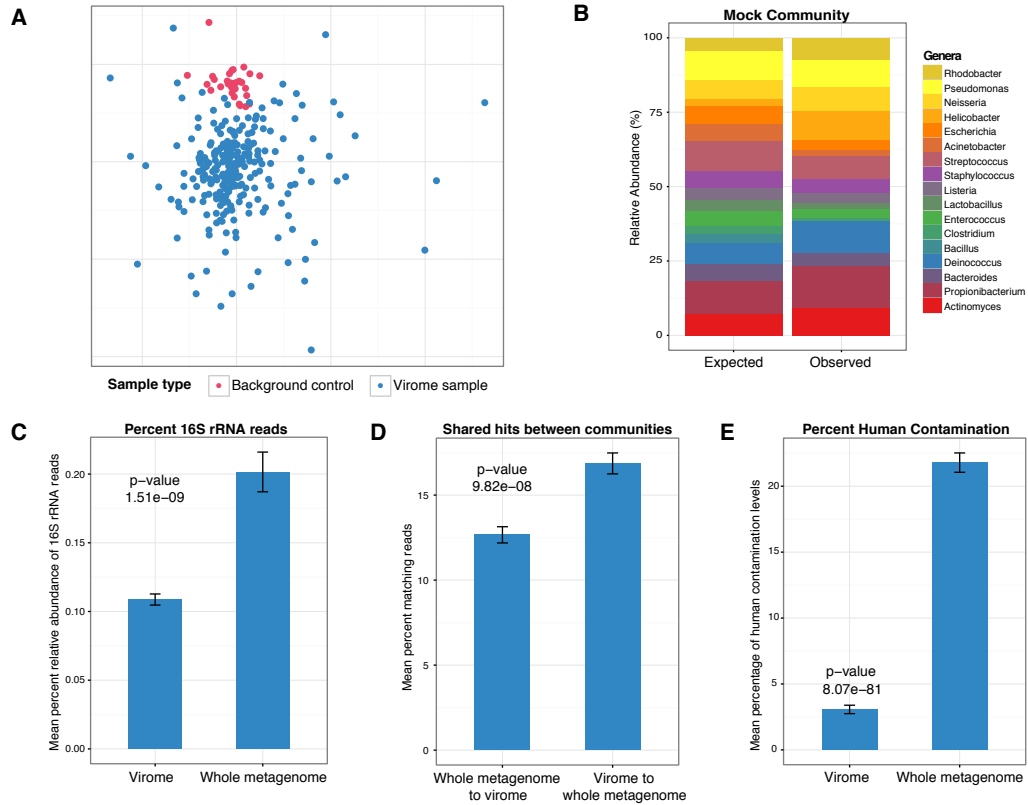 A
Sample type
Background control
Virome sample
B
Mock Community
Relative Abundance (%)
100
75
50
25
0
Expected
Observed
Genera
Rhodobacter
Pseudomonas
Neisseria
Helicobacter
Escherichia
Acinetobacter
Streptococcus
Staphylococcus
Listeria
Lactobacillus
Enterococcus
Clostridium
Bacillus
Deinococcus
Bacteroides
Propionibacterium
Actinomyces
C
Percent 16S rRNA reads
Mean percent relative abundance of 16S rRNA reads
0.20
0.15
0.10
0.05
0.00
p−value
1.51e−09
Virome
Whole metagenome
D
Shared hits between communities
Mean percent matching reads
15
10
5
0
p−value
9.82e−08
Whole metagenome
to virome
Virome to
whole metagenome
E
Percent Human Contamination
Mean percentage of human contamination levels
20
15
10
5
0
p−value
8.07e−81
Virome
Whole metagenome